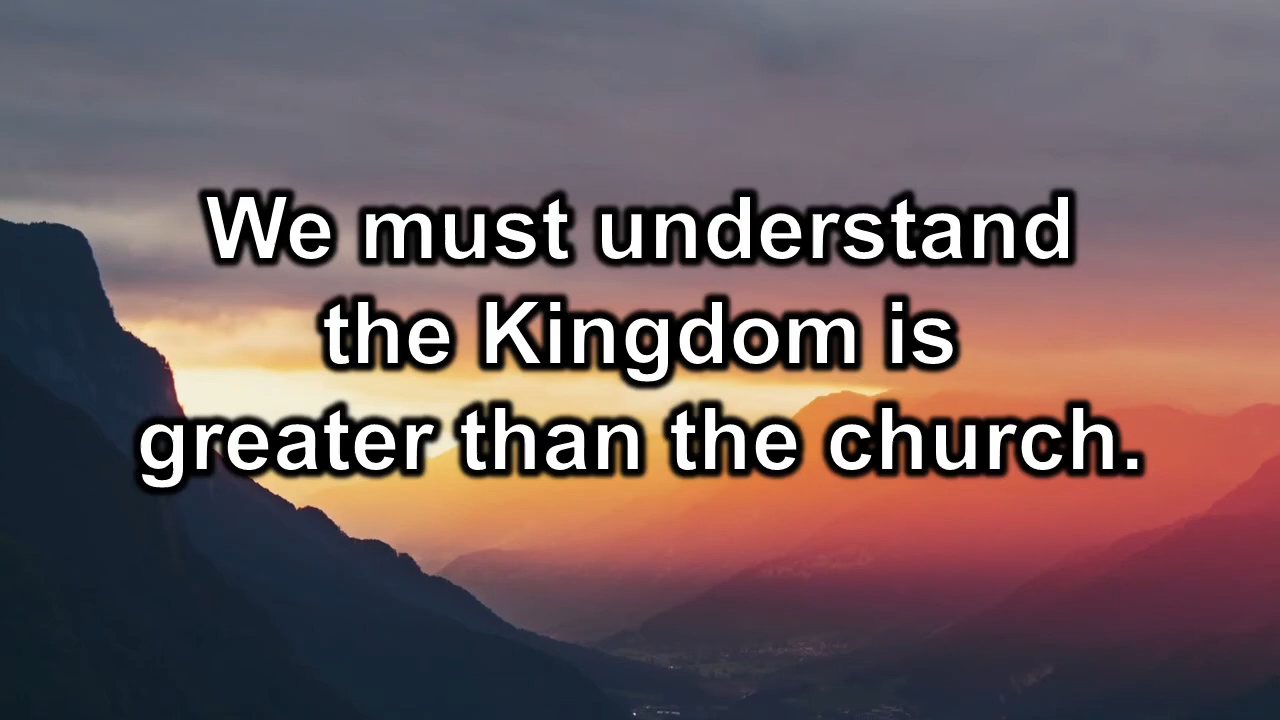 We must understand
the Kingdom is
greater than the church.